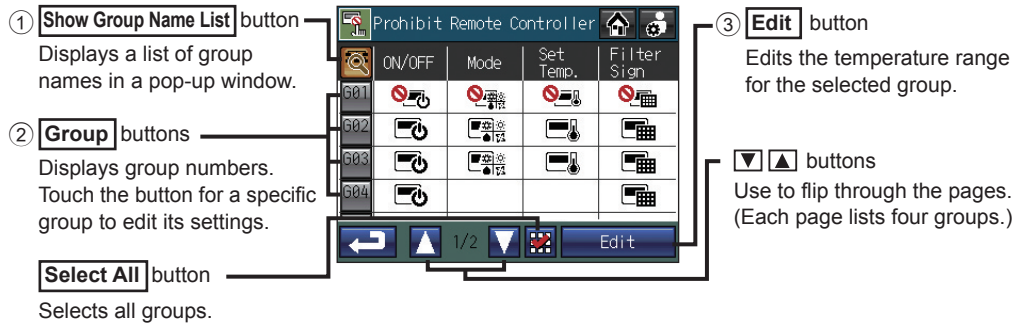 ① Show Group Name List button
Displays a list of group
names in a pop-up window.
② Group buttons
Displays group numbers.
Touch the button for a specific
group to edit its settings.
Select All button
Selects all groups.
Prohibit Remote Controller
ON/OFF Mode Set Temp. Filter Sign
G01
G02
G03
G04
1/2 Edit
③ Edit button
Edits the temperature range
for the selected group.
▼ ▲ buttons
Use to flip through the pages.
(Each page lists four groups.)